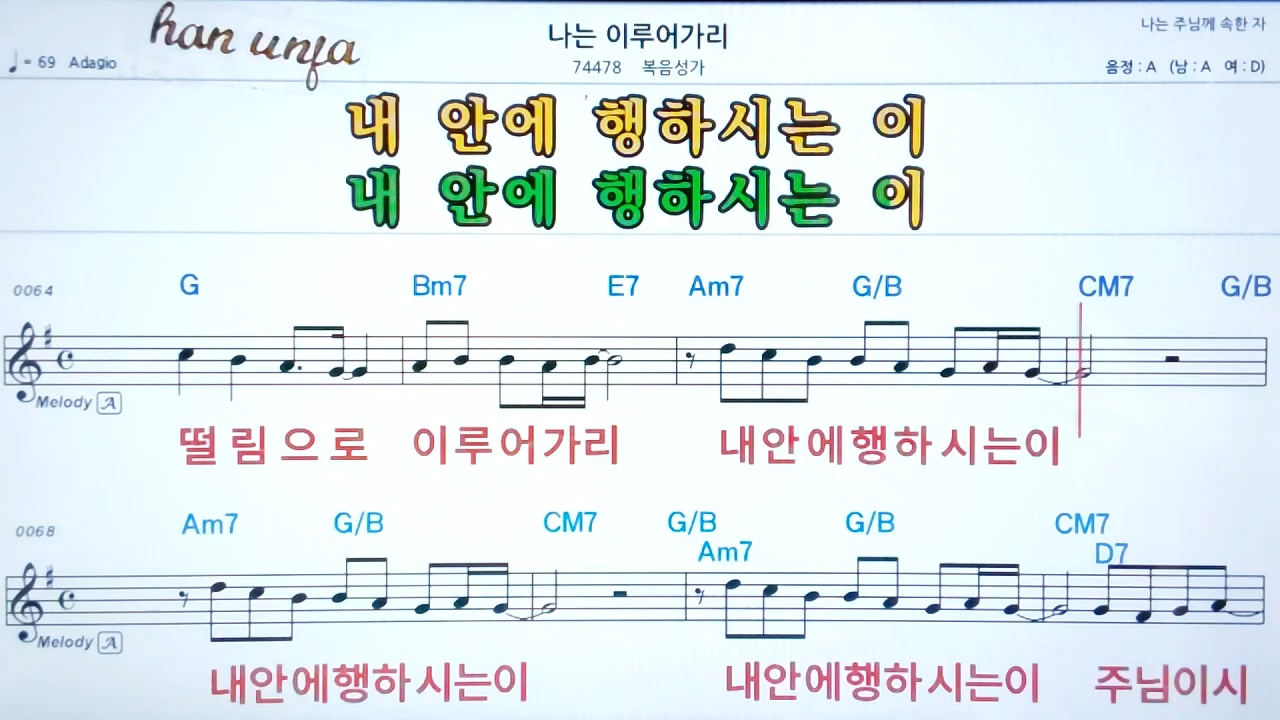 han unfa
나는 이루어가리
나는 주님께 속한 자
♩= 69 Adagio
74478 복음성가
음정 : A (남 : A 여 : D)
내 안에 행하시는 이
내 안에 행하시는 이
0064 G Bm7 E7 Am7 G/B CM7 G/B
Melody A
떨림으로 이루어가리 내안에행하시는이
0068 Am7 G/B CM7 G/B Am7 G/B CM7 D7
Melody A
내안에행하시는이 내안에행하시는이 주님이시